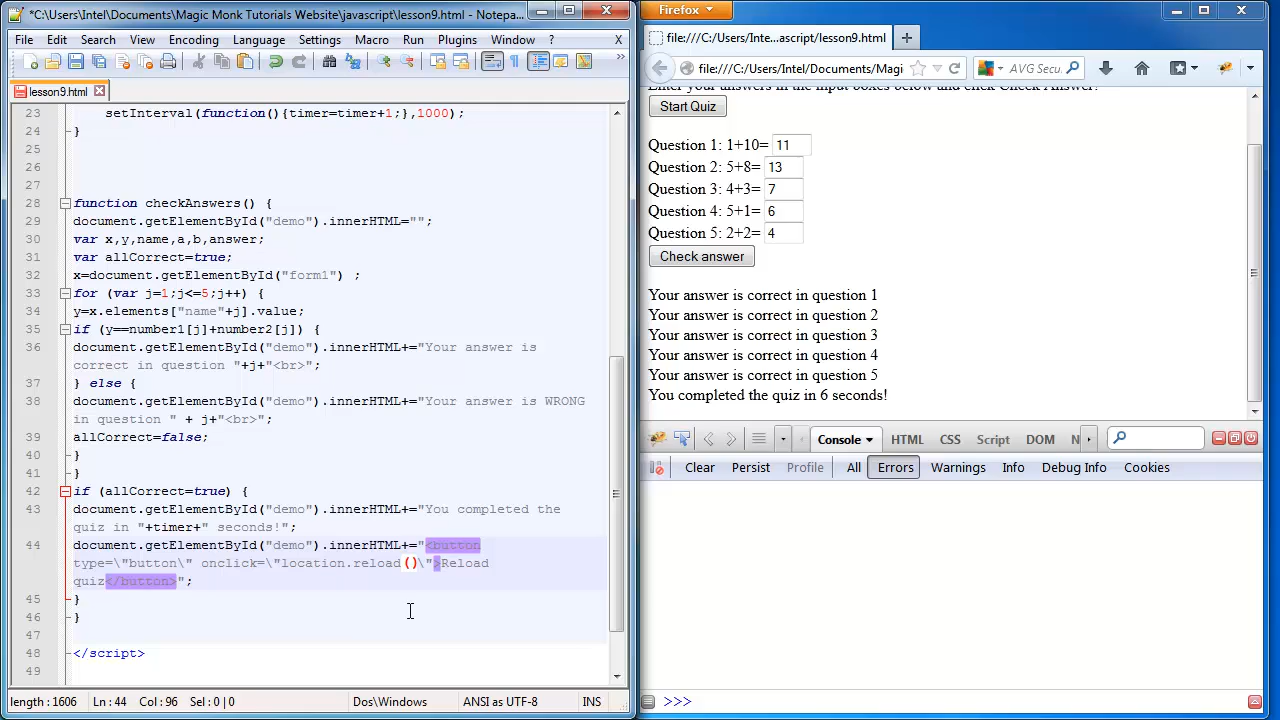 *C:\Users\Intel\Documents\Magic Monk Tutorials Website\javascript\lesson9.html - Notepa...
File Edit Search View Encoding Language Settings Macro Run Plugins Window ? X
lesson9.html
23 setInterval(function(){timer=timer+1;},1000);
24 }
25
26
27
28 function checkAnswers() {
29 document.getElementById("demo").innerHTML="";
30 var x,y,name,a,b,answer;
31 var allCorrect=true;
32 x=document.getElementById("form1") ;
33 for (var j=1;j<=5;j++) {
34 y=x.elements["name"+j].value;
35 if (y==number1[j]+number2[j]) {
36 document.getElementById("demo").innerHTML+="Your answer is
correct in question "+j+"<br>";
37 } else {
38 document.getElementById("demo").innerHTML+="Your answer is WRONG
in question " + j+"<br>";
39 allCorrect=false;
40 }
41 }
42 if (allCorrect=true) {
43 document.getElementById("demo").innerHTML+="You completed the
quiz in "+timer+" seconds!";
44 document.getElementById("demo").innerHTML+="<button
type=\"button\" onclick=\"location.reload()\">Reload
quiz</button>";
45 }
46 }
47
48 </script>
49
length : 1606 Ln : 44 Col : 96 Sel : 0 | 0 Dos\Windows ANSI as UTF-8 INS
Firefox
file:///C:/Users/Inte...ascript/lesson9.html
file:///C:/Users/Intel/Documents/Magi AVG Secu
Enter your answers in the input boxes below and click Check Answer!
Start Quiz
Question 1: 1+10= 11
Question 2: 5+8= 13
Question 3: 4+3= 7
Question 4: 5+1= 6
Question 5: 2+2= 4
Check answer
Your answer is correct in question 1
Your answer is correct in question 2
Your answer is correct in question 3
Your answer is correct in question 4
Your answer is correct in question 5
You completed the quiz in 6 seconds!
Console HTML CSS Script DOM N
Clear Persist Profile All Errors Warnings Info Debug Info Cookies
>>>